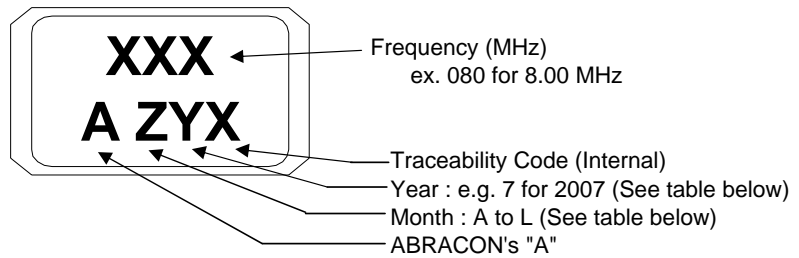 XXX
Frequency (MHz)
ex. 080 for 8.00 MHz
A ZYX
Traceability Code (Internal)
Year : e.g. 7 for 2007 (See table below)
Month : A to L (See table below)
ABRACON's "A"